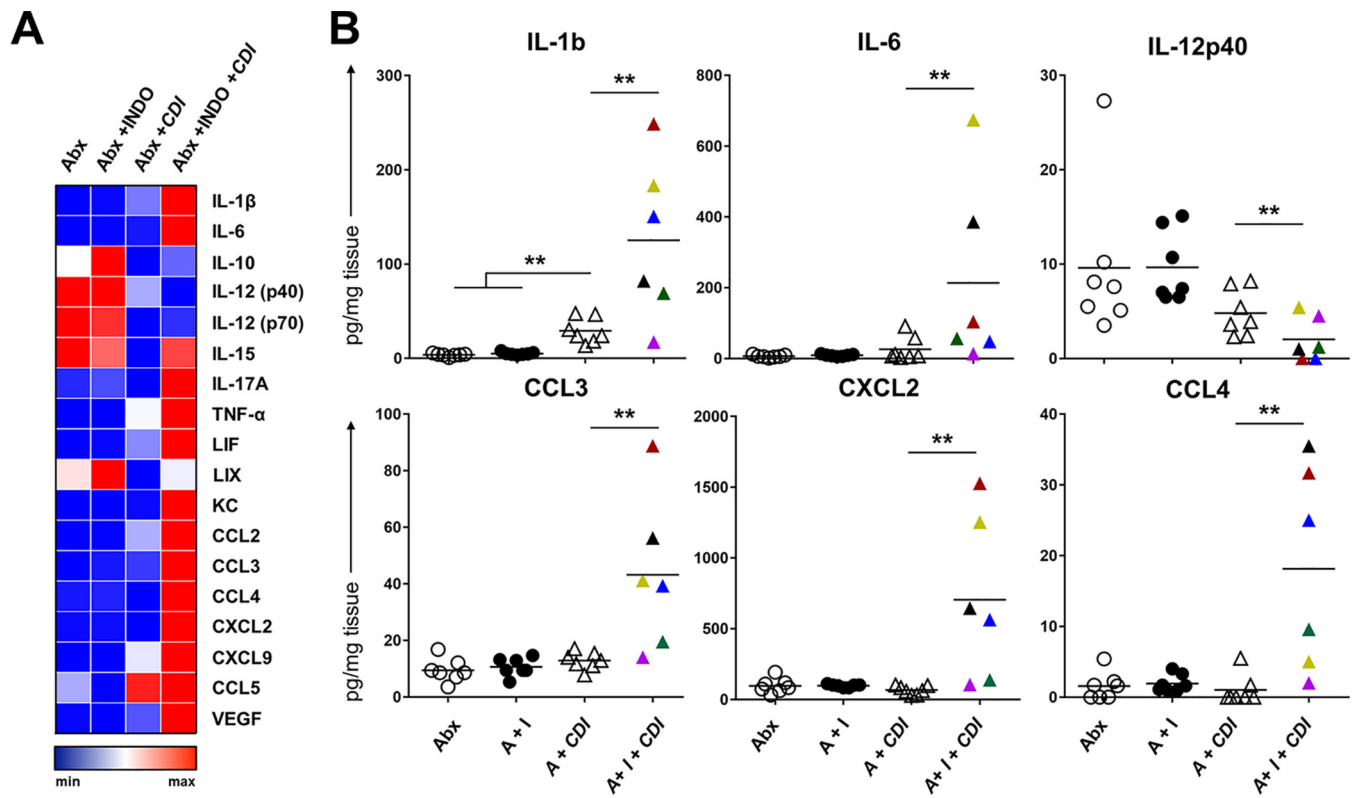 A
Abx
Abx +INDO
Abx +CDI
Abx +INDO +CDI
IL-1β
IL-6
IL-10
IL-12 (p40)
IL-12 (p70)
IL-15
IL-17A
TNF-α
LIF
LIX
KC
CCL2
CCL3
CCL4
CXCL2
CXCL9
CCL5
VEGF
min max
B
IL-1b
pg/mg tissue
300
200
100
0
**
**
IL-6
800
600
400
200
0
**
IL-12p40
30
20
10
0
**
CCL3
pg/mg tissue
100
80
60
40
20
0
**
Abx
A + I
A + CDI
A+ I + CDI
CXCL2
2000
1500
1000
500
0
**
Abx
A + I
A + CDI
A+ I + CDI
CCL4
40
30
20
10
0
**
Abx
A + I
A + CDI
A+ I + CDI